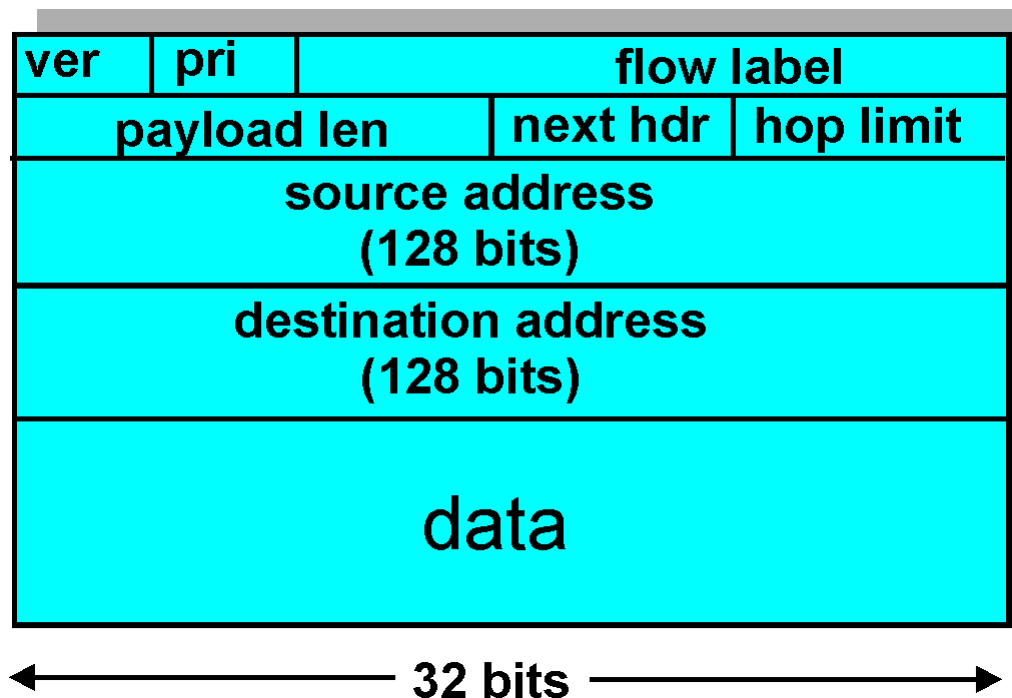 ver pri flow label
payload len next hdr hop limit
source address
(128 bits)
destination address
(128 bits)
data
32 bits